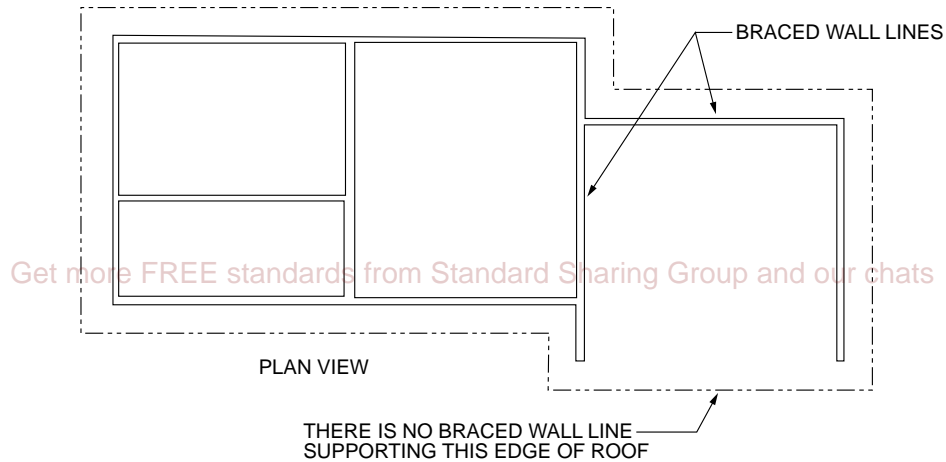 BRACED WALL LINES
Get more FREE standards from Standard Sharing Group and our chats
PLAN VIEW
THERE IS NO BRACED WALL LINE
SUPPORTING THIS EDGE OF ROOF